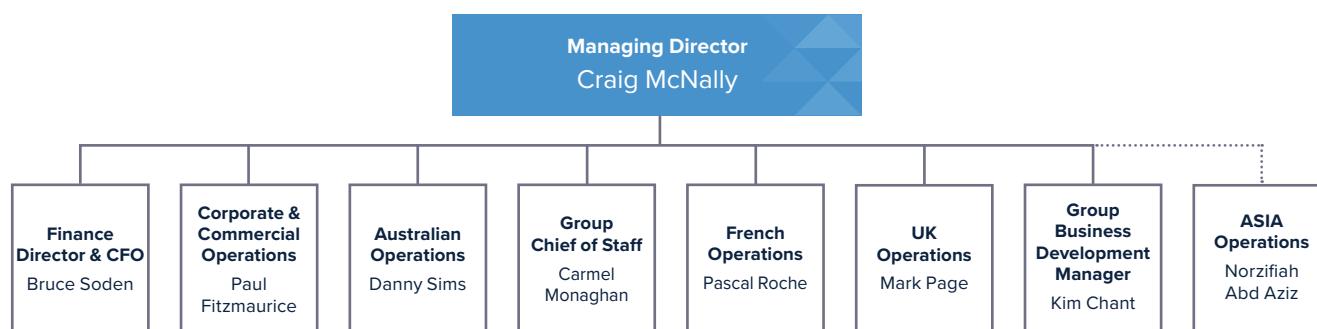 Managing Director
Craig McNally
Finance
Director & CFO
Bruce Soden
Corporate &
Commercial
Operations
Paul
Fitzmaurice
Australian
Operations
Danny Sims
Group
Chief of Staff
Carmel
Monaghan
French
Operations
Pascal Roche
UK
Operations
Mark Page
Group
Business
Development
Manager
Kim Chant
ASIA
Operations
Norzifiah
Abd Aziz